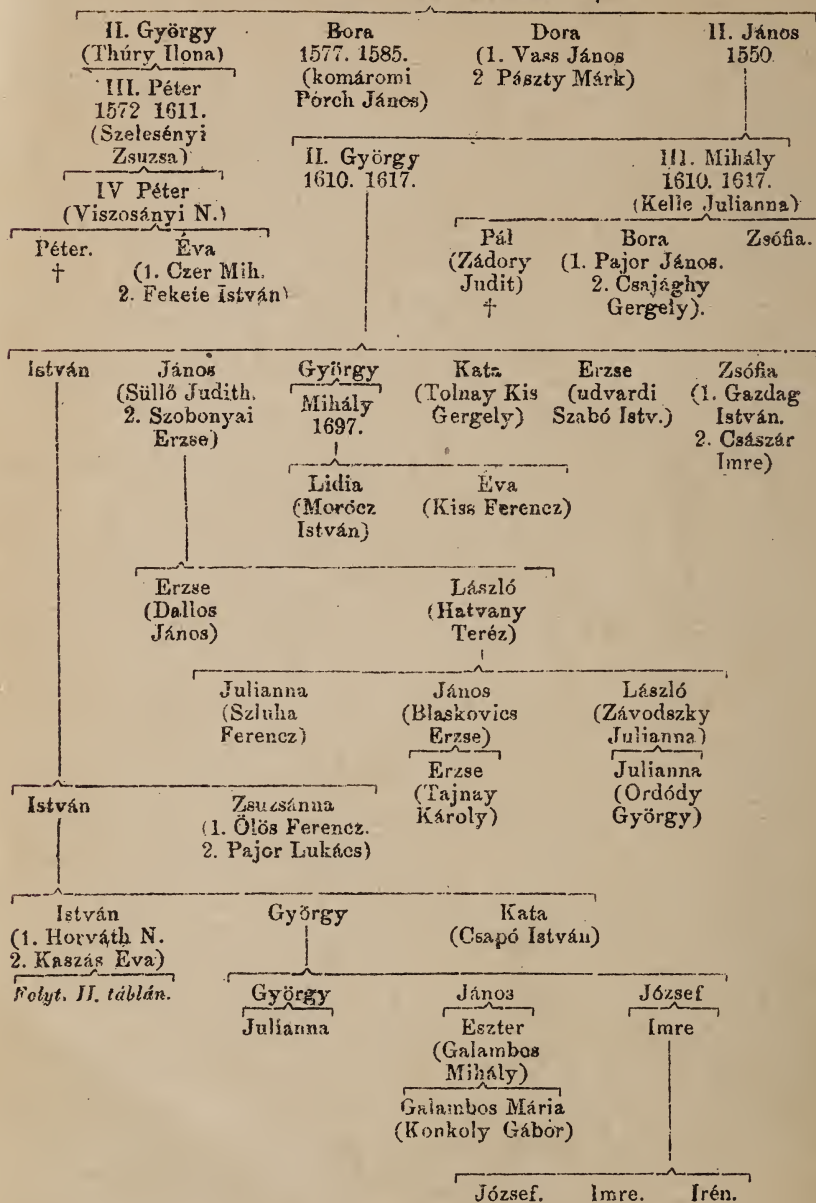 II. György Bora Dora II. János
(Thúry Ilona) 1577. 1585. (1. Vass János 1550.
III. Péter (komáromi 2 Pászty Márk)
1572 1611. Pórch János)
(Szelesényi
Zsuzsa) II. György III. Mihály
IV Péter 1610. 1617. 1610. 1617.
(Viszosányi N.) (Kelle Julianna)
Péter. Éva Pál Bora Zsófia.
† (1. Czer Mih. (Zádory (1. Pajor János.
2. Fekete István) Judit) 2. Csajághy
† Gergely).
István János György Kata Erzse Zsófia
(Süllő Judith. Mihály (Tolnay Kis (udvardi (1. Gazdag
2. Szobonyai 1697. Gergely) Szabó Istv.) István.
Erzse) 2. Császár
Imre)
Lidia Éva
(Morócz (Kiss Ferencz)
István)
Erzse László
(Dallos (Hatvany
János) Teréz)
Julianna János László
(Szluha (Blaskovics (Závodszky
Ferencz) Erzse) Julianna)
Erzse Julianna
(Tajnay (Ordódy
Károly) György)
István Zsuzsánna
(1. Ölös Ferencz.
2. Pajor Lukács)
István György Kata
(1. Horváth N. (Csapó István)
2. Kaszás Éva)
Folyt. II. táblán. György János József
Julianna Eszter Imre
(Galambos
Mihály)
Galambos Mária
(Konkoly Gábor)
József. Imre. Irén.